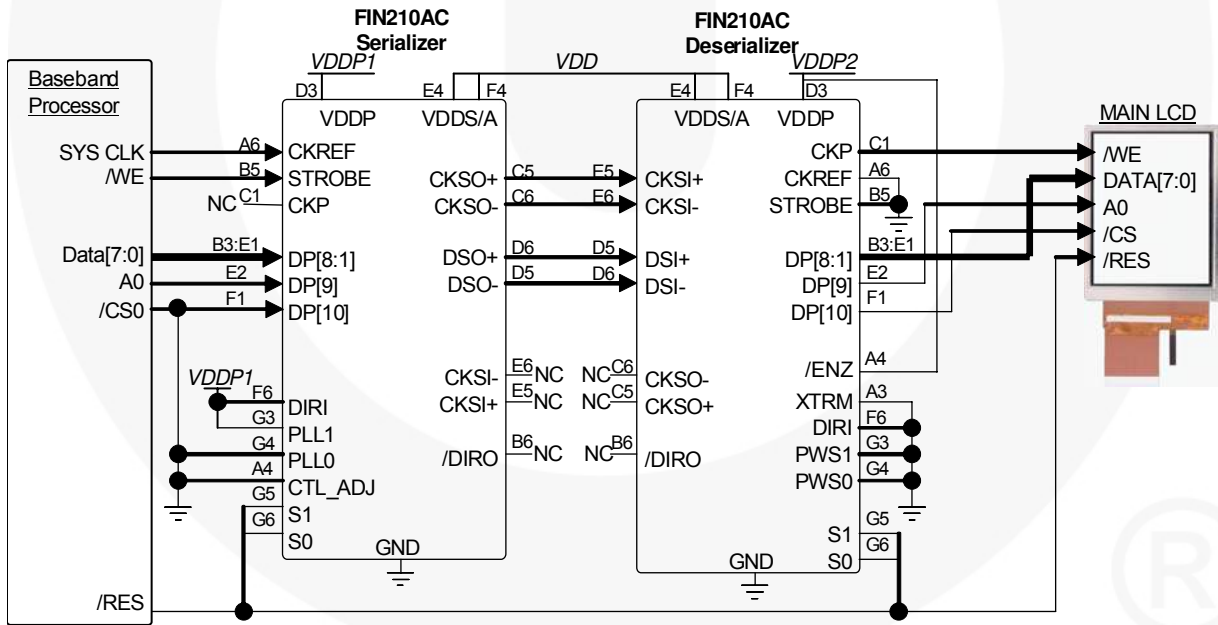 FIN210AC
Serializer
FIN210AC
Deserializer
Baseband
Processor
SYS CLK
/WE
Data[7:0]
A0
/CS0
/RES
VDDP1
D3
E4
F4
VDD
VDDP
VDDS/A
A6
CKREF
B5
STROBE
NC
C1
CKP
B3:E1
DP[8:1]
E2
DP[9]
F1
DP[10]
VDDP1
F6
DIRI
G3
PLL1
G4
PLL0
A4
CTL_ADJ
G5
S1
G6
S0
GND
CKSO+
C5
CKSO-
C6
DSO+
D6
DSO-
D5
CKSI-
E6
NC
CKSI+
E5
NC
/DIRO
B6
NC
E4
F4
VDDP2
D3
VDDS/A
VDDP
E5
CKSI+
E6
CKSI-
D5
DSI+
D6
DSI-
NC
C6
CKSO-
NC
C5
CKSO+
NC
B6
/DIRO
GND
CKP
C1
CKREF
A6
STROBE
B5
DP[8:1]
B3:E1
DP[9]
E2
DP[10]
F1
/ENZ
A4
XTRM
A3
DIRI
F6
PWS1
G3
PWS0
G4
S1
G5
S0
G6
MAIN LCD
/WE
DATA[7:0]
A0
/CS
/RES
®